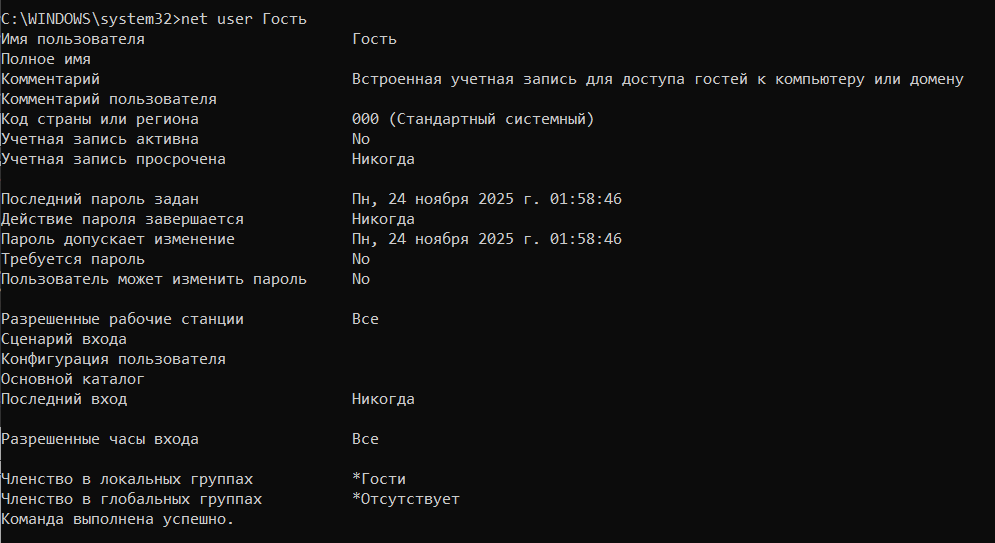 C:\WINDOWS\system32>net user Гость
Имя пользователя Гость
Полное имя
Комментарий Встроенная учетная запись для доступа гостей к компьютеру или домену
Комментарий пользователя
Код страны или региона 000 (Стандартный системный)
Учетная запись активна No
Учетная запись просрочена Никогда
Последний пароль задан Пн, 24 ноября 2025 г. 01:58:46
Действие пароля завершается Никогда
Пароль допускает изменение Пн, 24 ноября 2025 г. 01:58:46
Требуется пароль No
Пользователь может изменить пароль No
Разрешенные рабочие станции Все
Сценарий входа
Конфигурация пользователя
Основной каталог
Последний вход Никогда
Разрешенные часы входа Все
Членство в локальных группах *Гости
Членство в глобальных группах *Отсутствует
Команда выполнена успешно.